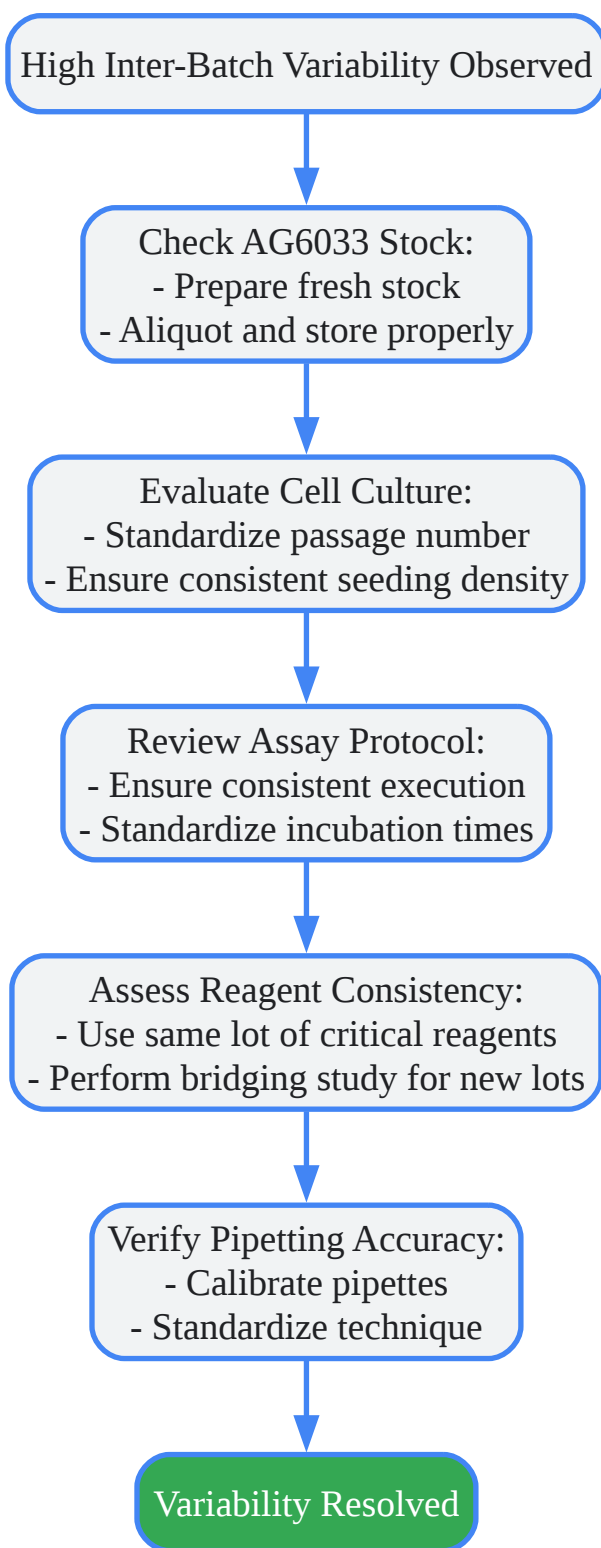 High Inter-Batch Variability Observed
Check AG6033 Stock:
- Prepare fresh stock
- Aliquot and store properly
Evaluate Cell Culture:
- Standardize passage number
- Ensure consistent seeding density
Review Assay Protocol:
- Ensure consistent execution
- Standardize incubation times
Assess Reagent Consistency:
- Use same lot of critical reagents
- Perform bridging study for new lots
Verify Pipetting Accuracy:
- Calibrate pipettes
- Standardize technique
Variability Resolved